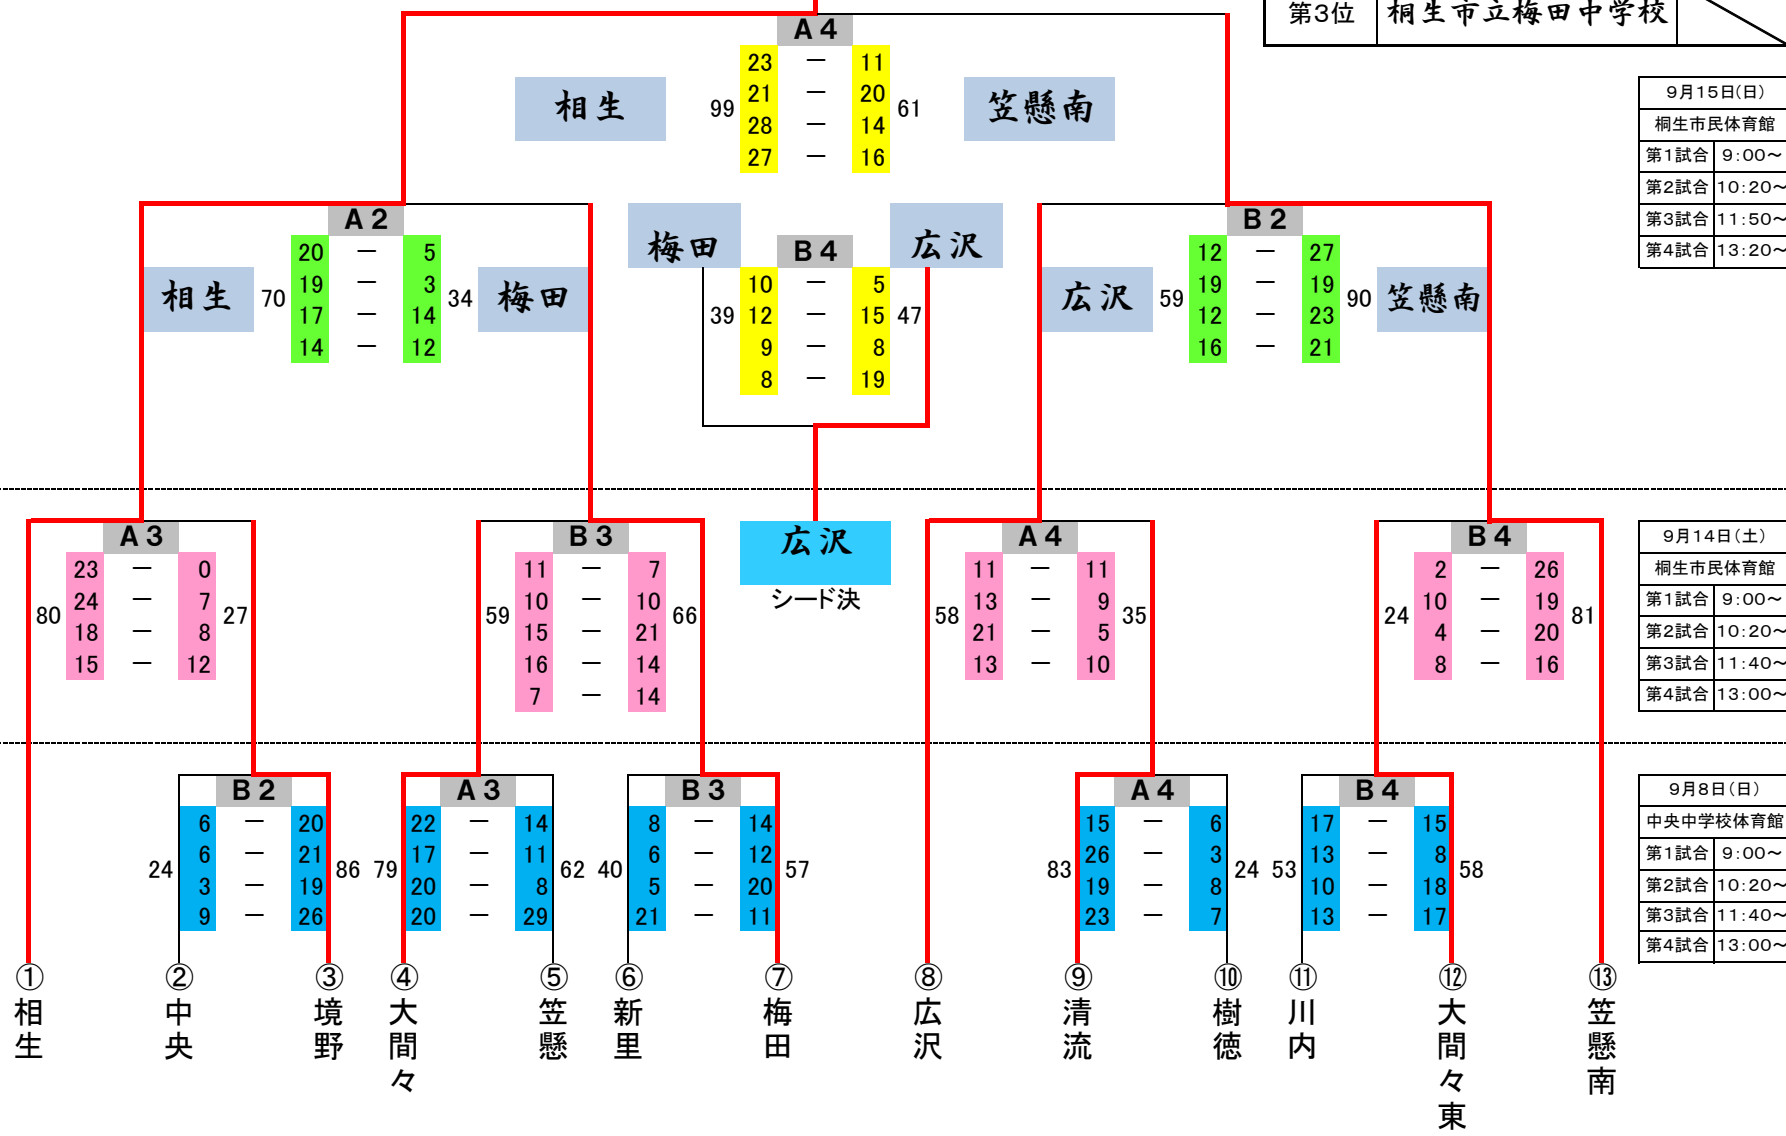 第3位 桐生市立梅田中学校
A4
23 － 11
相生 99 21 － 20 61 笠懸南
28 － 14
27 － 16
9月15日(日)
桐生市民体育館
第1試合 9:00～
第2試合 10:20～
第3試合 11:50～
第4試合 13:20～
A2
20 － 5
相生 70 19 － 3 34 梅田
17 － 14
14 － 12
梅田 B4 広沢
10 － 5
39 12 － 15 47
9 － 8
8 － 19
B2
12 － 27
広沢 59 19 － 19 90 笠懸南
12 － 23
16 － 21
A3
23 － 0
80 24 － 7 27
18 － 8
15 － 12
B3
11 － 7
59 10 － 10 66
15 － 21
16 － 14
7 － 14
広沢
シード決
A4
11 － 11
58 13 － 9 35
21 － 5
13 － 10
B4
2 － 26
24 10 － 19 81
4 － 20
8 － 16
9月14日(土)
桐生市民体育館
第1試合 9:00～
第2試合 10:20～
第3試合 11:40～
第4試合 13:00～
B2
6 － 20
24 6 － 21 86
3 － 19
9 － 26
A3
22 － 14
79 17 － 11 62
20 － 8
20 － 29
B3
8 － 14
40 6 － 12 57
5 － 20
21 － 11
A4
15 － 6
83 26 － 3 24
19 － 8
23 － 7
B4
17 － 15
53 13 － 8 58
10 － 18
13 － 17
9月8日(日)
中央中学校体育館
第1試合 9:00～
第2試合 10:20～
第3試合 11:40～
第4試合 13:00～
①相生
②中央
③境野
④大間々
⑤笠懸
⑥新里
⑦梅田
⑧広沢
⑨清流
⑩樹徳
⑪川内
⑫大間々東
⑬笠懸南